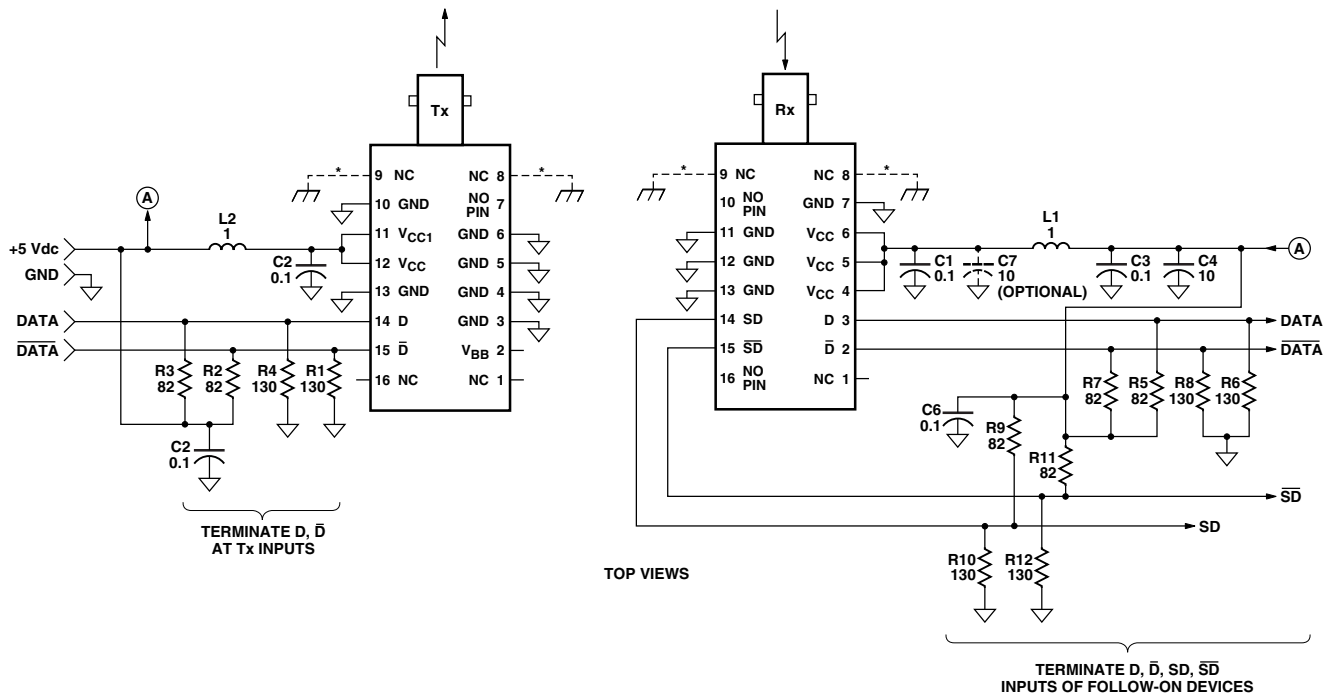 Tx
Rx
*
*
*
*
9 NC
NC 8
10 GND
NO PIN 7
11 VCC1
GND 6
12 VCC
GND 5
13 GND
GND 4
14 D
GND 3
15 D̅
VBB 2
16 NC
NC 1
A
+5 Vdc
GND
DATA
D̅A̅T̅A̅
L2
1
C2
0.1
R3
82
R2
82
R4
130
R1
130
C2
0.1
TERMINATE D, D̅
AT Tx INPUTS
9 NC
NC 8
10 NO PIN
GND 7
11 GND
VCC 6
12 GND
VCC 5
13 GND
VCC 4
14 SD
D 3
15 S̅D̅
D̅ 2
16 NO PIN
NC 1
L1
1
A
C1
0.1
C7
10
(OPTIONAL)
C3
0.1
C4
10
DATA
D̅A̅T̅A̅
R7
82
R5
82
R8
130
R6
130
C6
0.1
R9
82
R11
82
S̅D̅
SD
R10
130
R12
130
TOP VIEWS
TERMINATE D, D̅, SD, S̅D̅
INPUTS OF FOLLOW-ON DEVICES